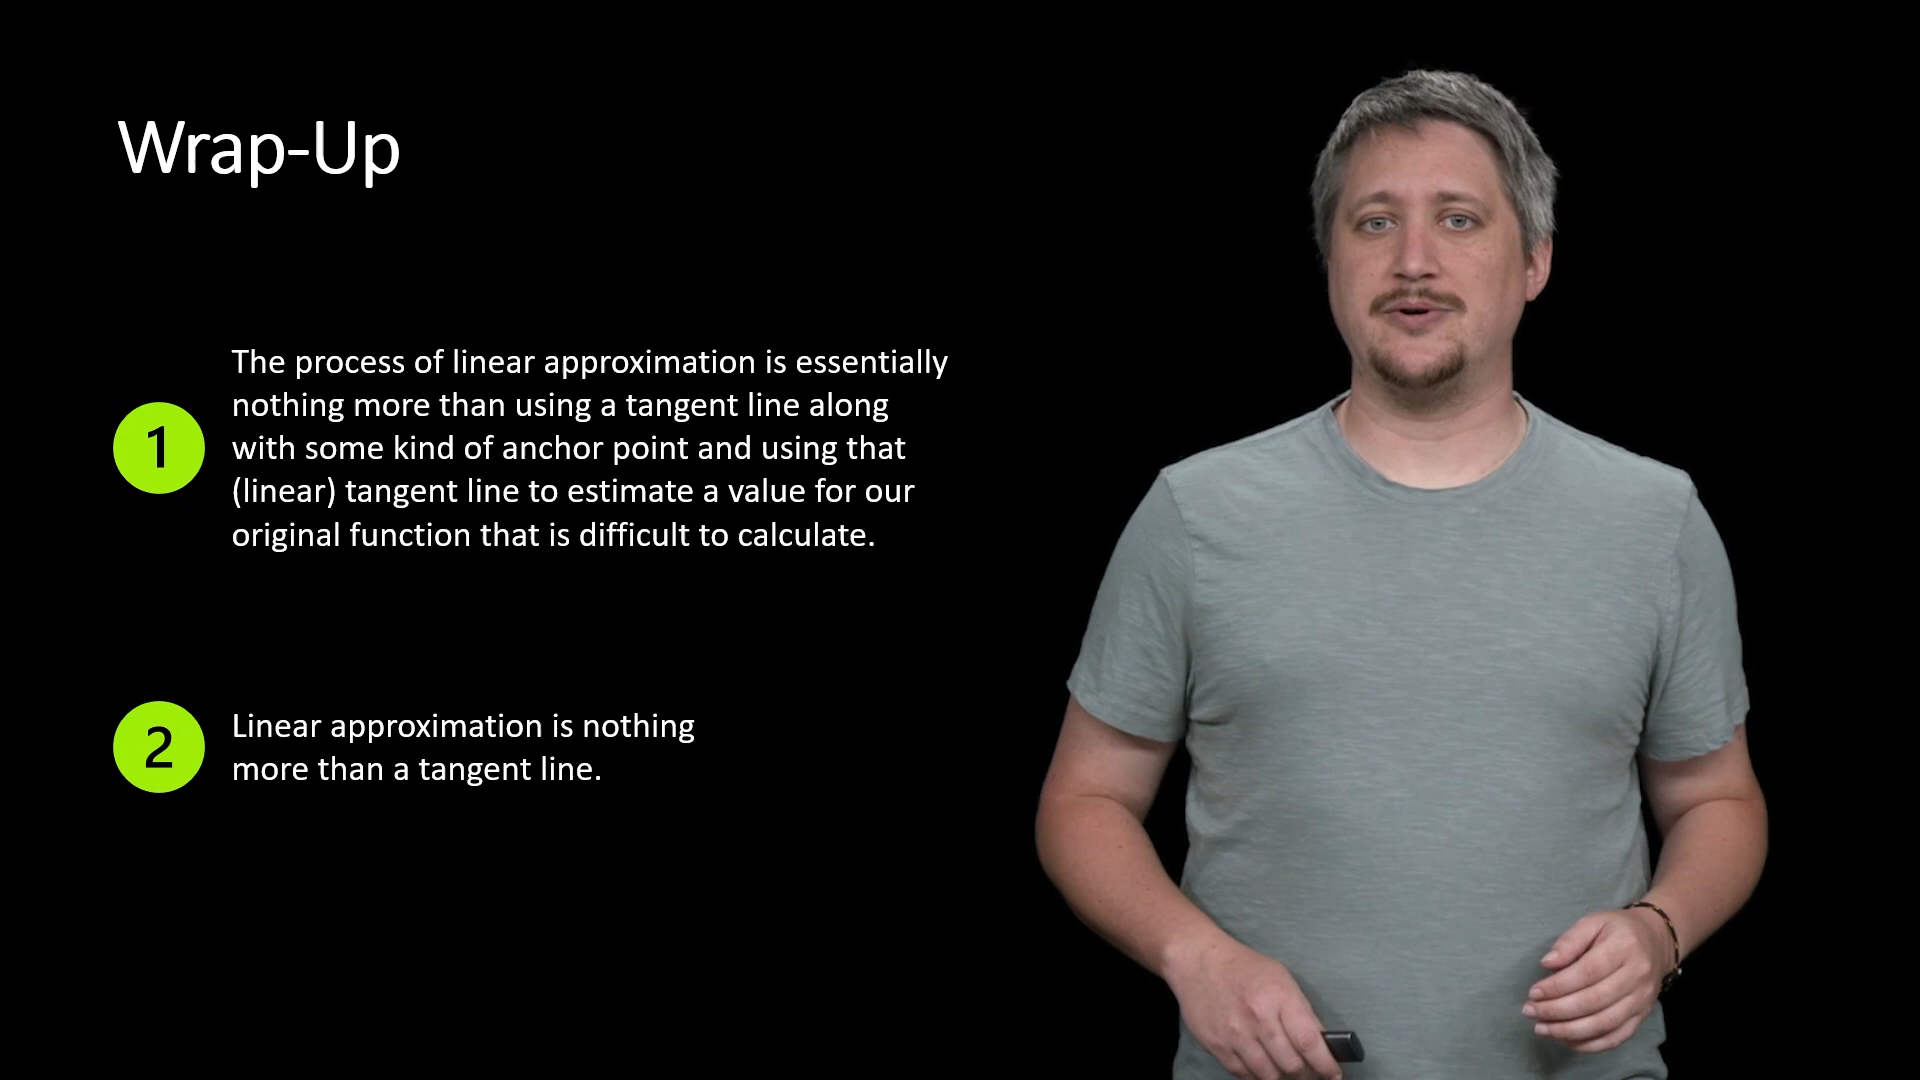 Wrap-Up
1
The process of linear approximation is essentially
nothing more than using a tangent line along
with some kind of anchor point and using that
(linear) tangent line to estimate a value for our
original function that is difficult to calculate.
2
Linear approximation is nothing
more than a tangent line.